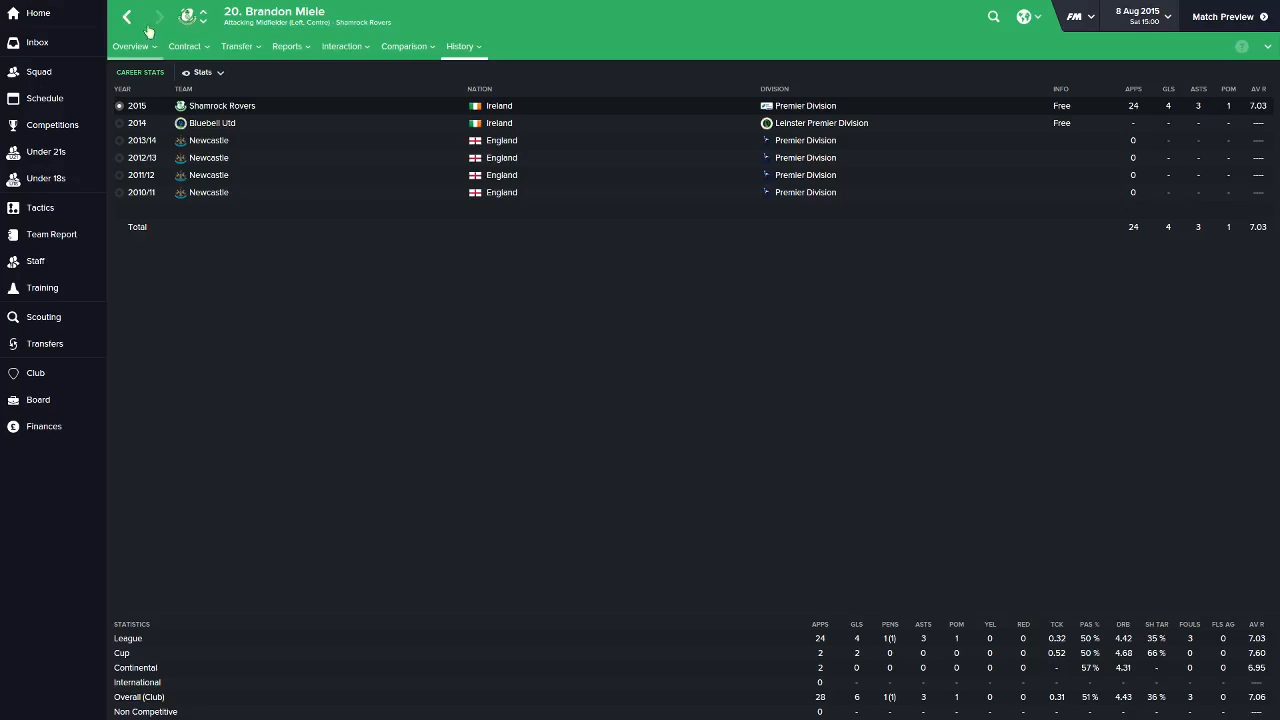 Home
Inbox
Squad
Schedule
Competitions
Under 21s
Under 18s
Tactics
Team Report
Staff
Training
Scouting
Transfers
Club
Board
Finances
20. Brandon Miele
Attacking Midfielder (Left, Centre) - Shamrock Rovers
FM
8 Aug 2015
Sat 15:00
Match Preview
Overview Contract Transfer Reports Interaction Comparison History
CAREER STATS Stats
YEAR TEAM NATION DIVISION INFO APPS GLS ASTS POM AV R
2015 Shamrock Rovers Ireland Premier Division Free 24 4 3 1 7.03
2014 Bluebell Utd Ireland Leinster Premier Division Free - - - - ----
2013/14 Newcastle England Premier Division 0 - - - ----
2012/13 Newcastle England Premier Division 0 - - - ----
2011/12 Newcastle England Premier Division 0 - - - ----
2010/11 Newcastle England Premier Division 0 - - - ----
Total 24 4 3 1 7.03
STATISTICS APPS GLS PENS ASTS POM YEL RED TCK PAS % DRB SH TAR FOULS FLS AG AV R
League 24 4 1 (1) 3 1 0 0 0.32 50 % 4.42 35 % 3 0 7.03
Cup 2 2 0 0 0 0 0 0.52 50 % 4.68 66 % 0 0 7.60
Continental 2 0 0 0 0 0 0 - 57 % 4.31 - 0 0 6.95
International 0 - - - - - - - - - - - - ----
Overall (Club) 28 6 1 (1) 3 1 0 0 0.31 51 % 4.43 36 % 3 0 7.06
Non Competitive 0 - - - - - - - - - - - - ----